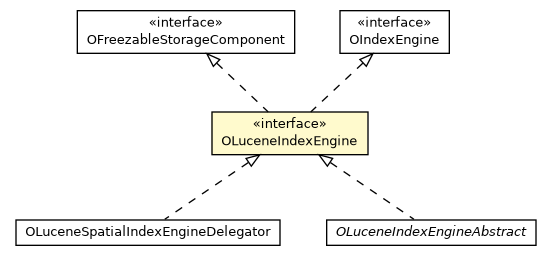 «interface»
OFreezableStorageComponent
«interface»
OIndexEngine
«interface»
OLuceneIndexEngine
OLuceneSpatialIndexEngineDelegator
OLuceneIndexEngineAbstract